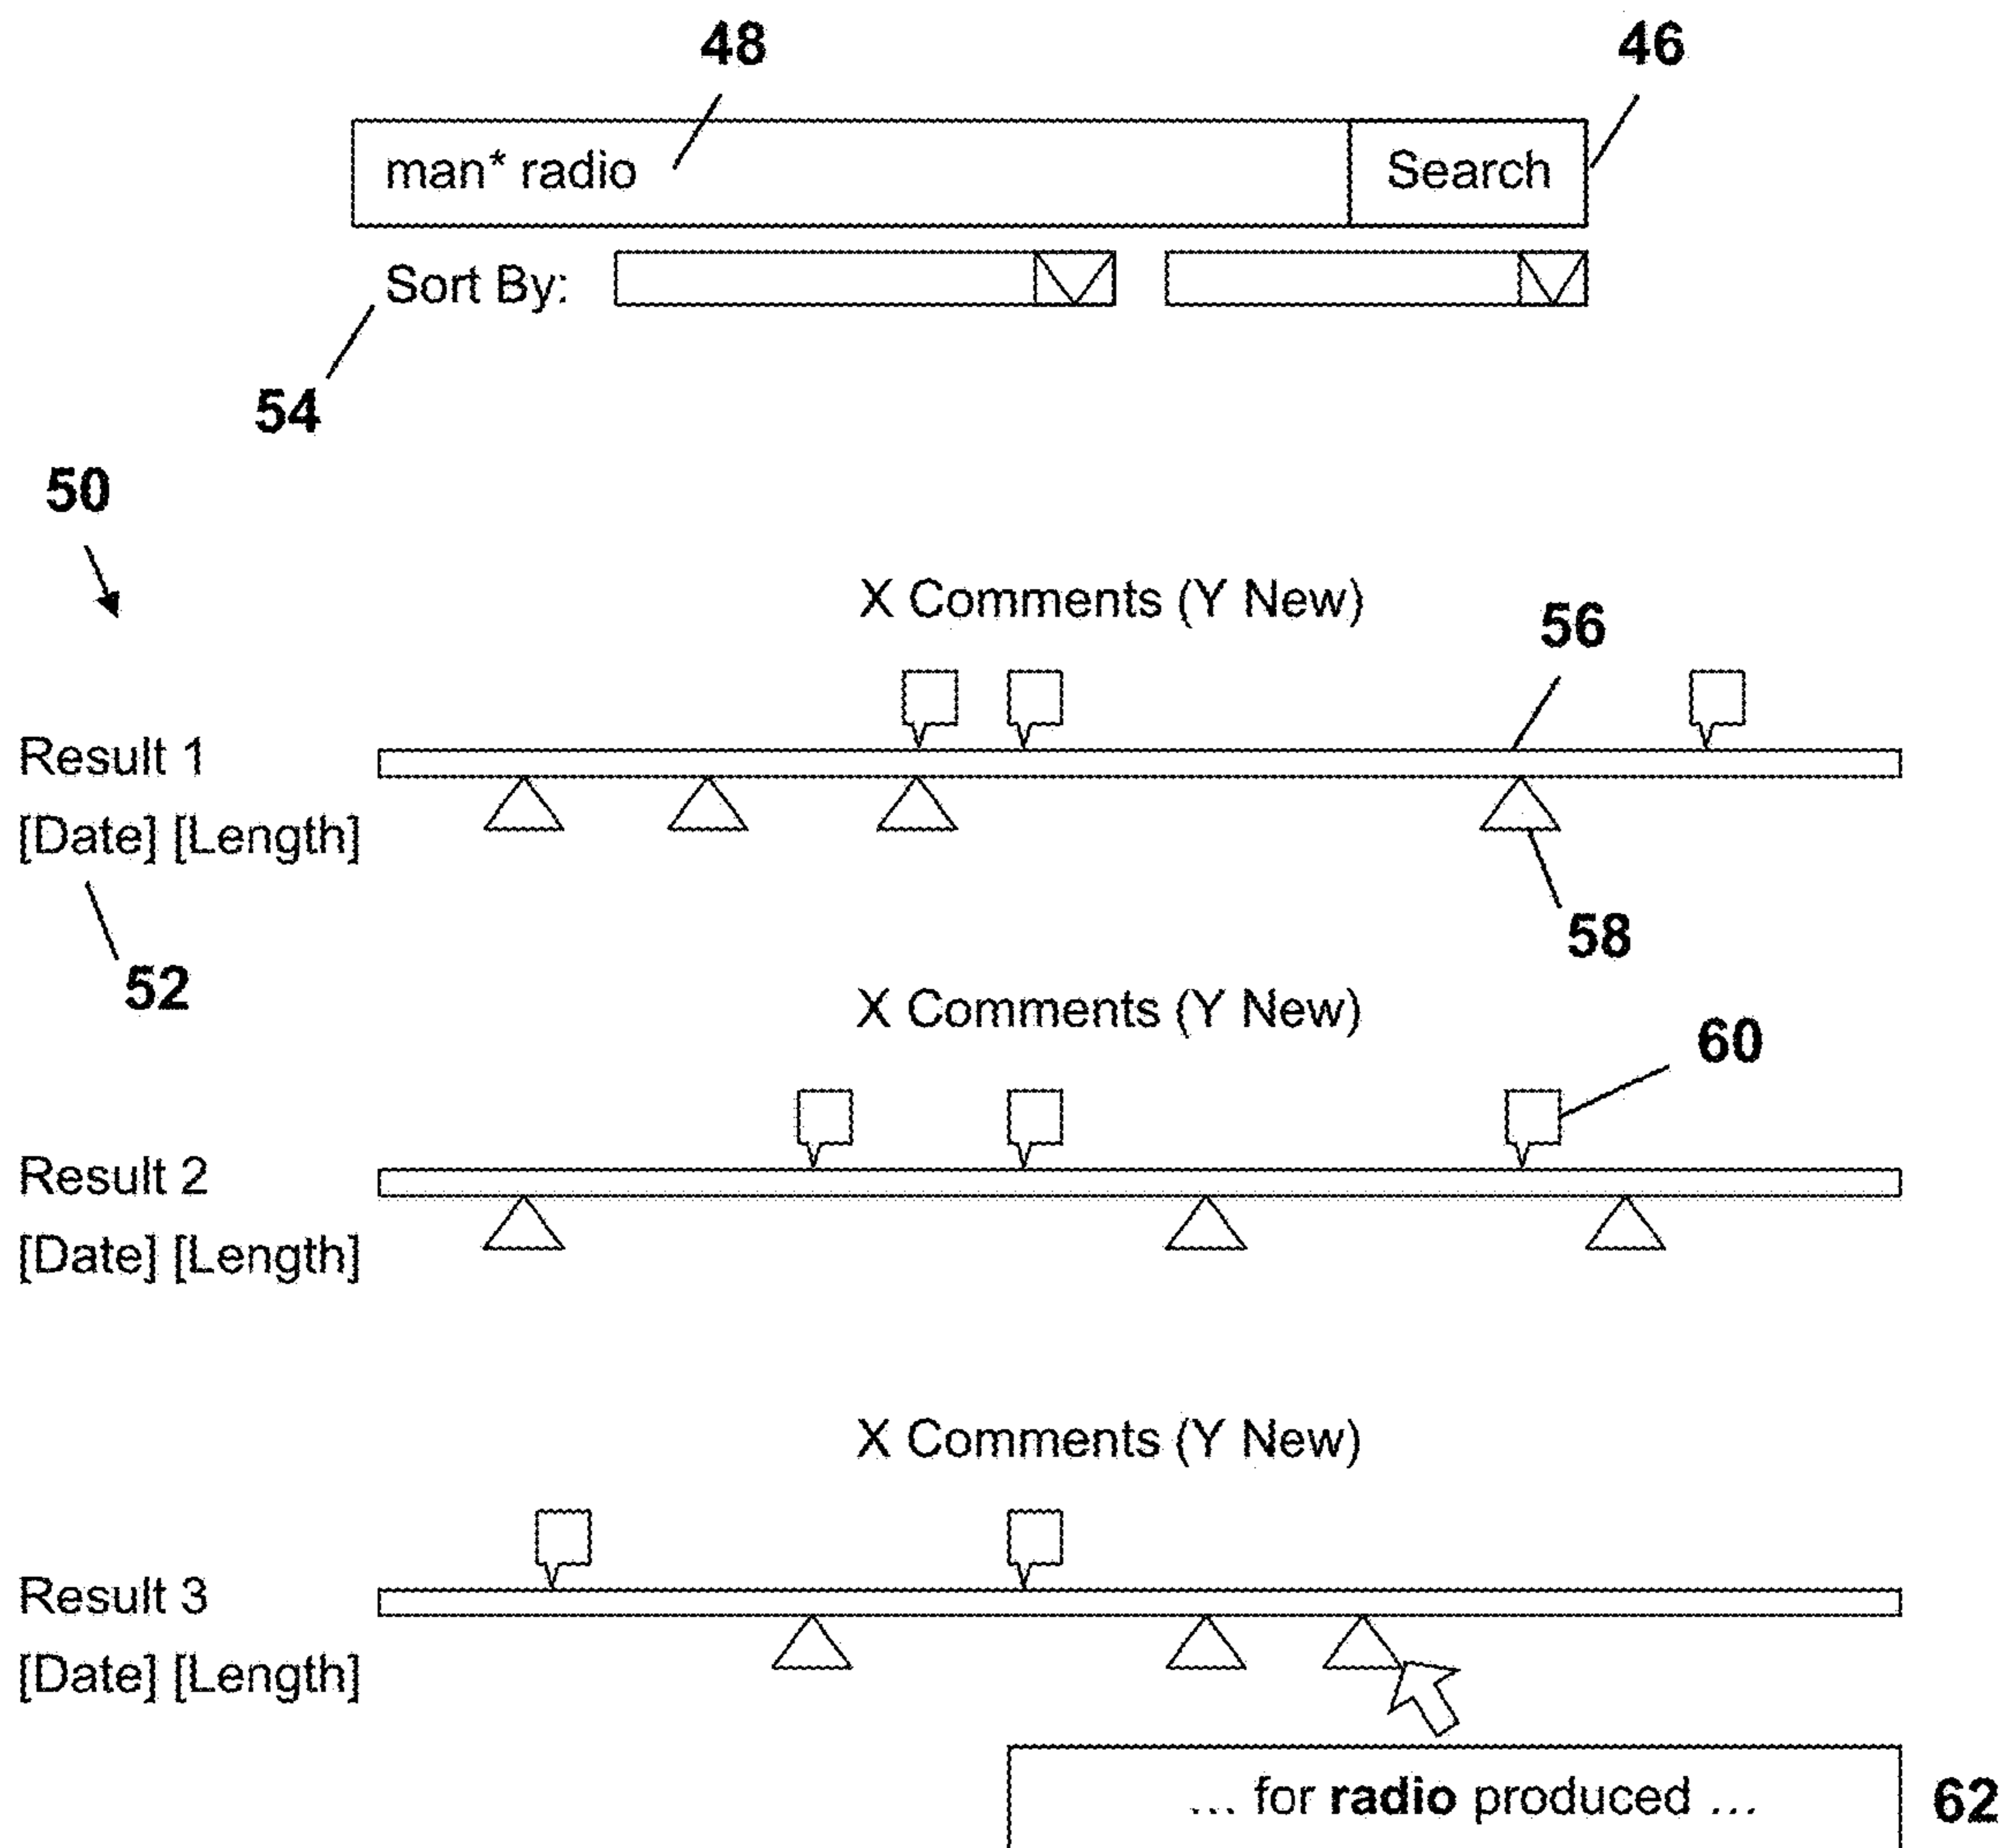 48
46
man* radio
Search
Sort By:
54
50
X Comments (Y New)
56
Result 1
[Date] [Length]
58
52
X Comments (Y New)
60
Result 2
[Date] [Length]
X Comments (Y New)
Result 3
[Date] [Length]
... for radio produced ...
62